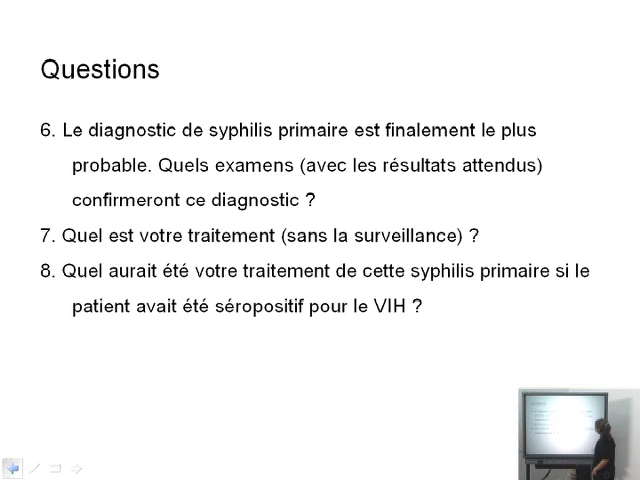 Questions
6. Le diagnostic de syphilis primaire est finalement le plus
probable. Quels examens (avec les résultats attendus)
confirmeront ce diagnostic ?
7. Quel est votre traitement (sans la surveillance) ?
8. Quel aurait été votre traitement de cette syphilis primaire si le
patient avait été séropositif pour le VIH ?